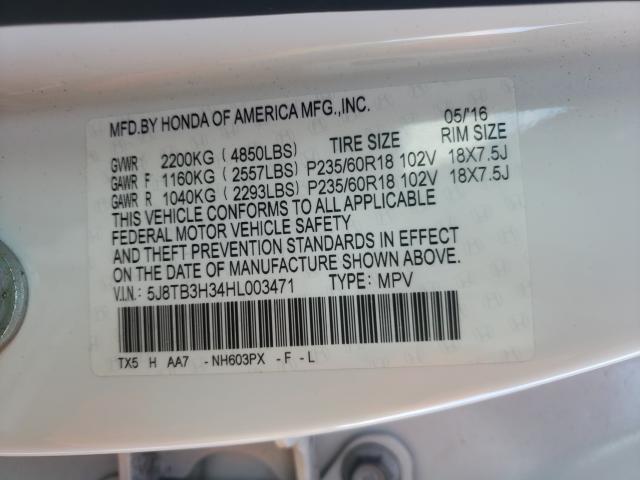 MFD.BY HONDA OF AMERICA MFG.,INC. 05/'16
TIRE SIZE RIM SIZE
GVWR 2200KG (4850LBS)
GAWR F 1160KG (2557LBS) P235/60R18 102V 18X7.5J
GAWR R 1040KG (2293LBS) P235/60R18 102V 18X7.5J
THIS VEHICLE CONFORMS TO ALL APPLICABLE
FEDERAL MOTOR VEHICLE SAFETY
AND THEFT PREVENTION STANDARDS IN EFFECT
ON THE DATE OF MANUFACTURE SHOWN ABOVE.
V.I.N.: 5J8TB3H34HL003471 TYPE: MPV
TX5 H AA7 -NH603PX -F-L